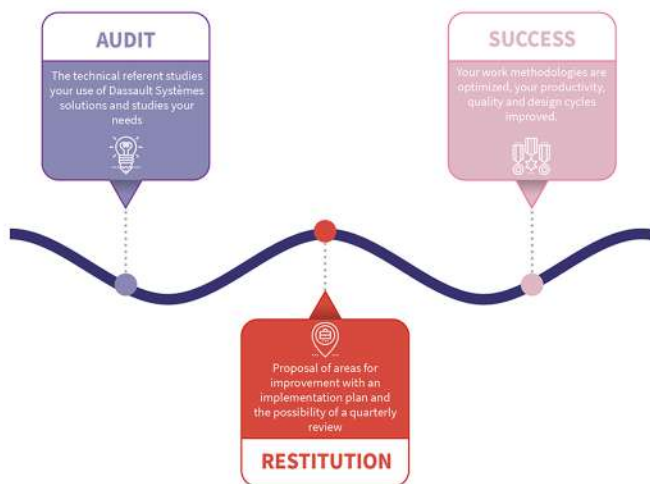 AUDIT
The technical referent studies
your use of Dassault Systèmes
solutions and studies your
needs
SUCCESS
Your work methodologies are
optimized, your productivity,
quality and design cycles
improved.
Proposal of areas for
improvement with an
implementation plan and
the possibility of a quarterly
review
RESTITUTION